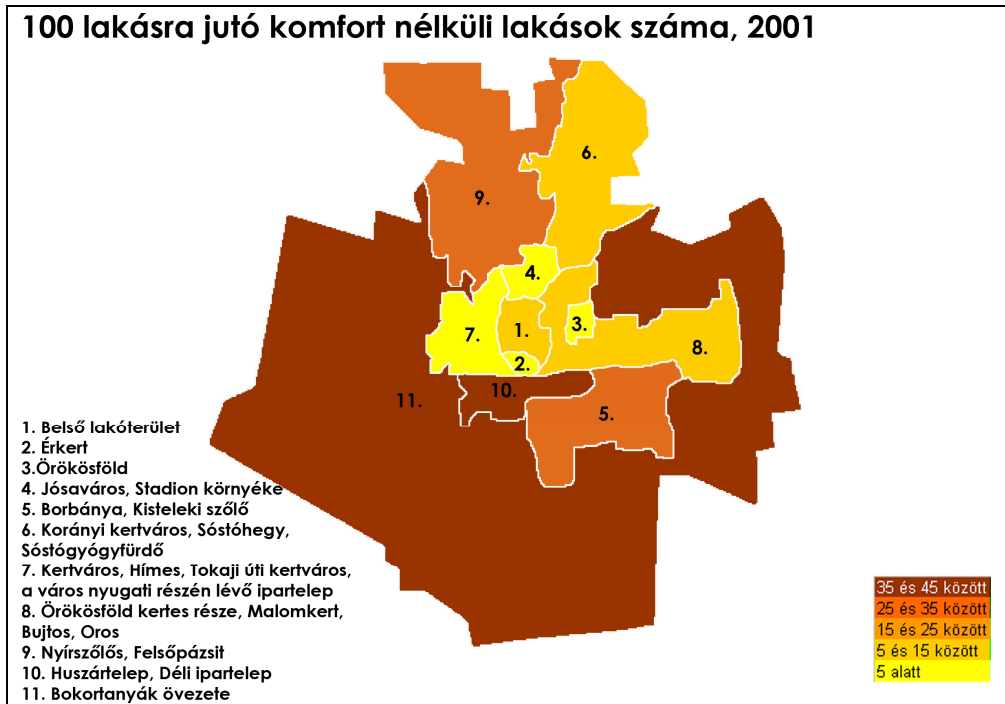 100 lakásra jutó komfort nélküli lakások száma, 2001
6.
9.
4.
7.
1.
3.
2.
8.
10.
11.
5.
1. Belső lakóterület
2. Érkert
3.Örökösföld
4. Jósaváros, Stadion környéke
5. Borbánya, Kisteleki szőlő
6. Korányi kertváros, Sóstóhegy,
Sóstógyógyfürdő
7. Kertváros, Hímes, Tokaji úti kertváros,
a város nyugati részén lévő ipartelep
8. Örökösföld kertes része, Malomkert,
Bujtos, Oros
9. Nyírszőlős, Felsőpázsit
10. Huszártelep, Déli ipartelep
11. Bokortanyák övezete
35 és 45 között
25 és 35 között
15 és 25 között
5 és 15 között
5 alatt